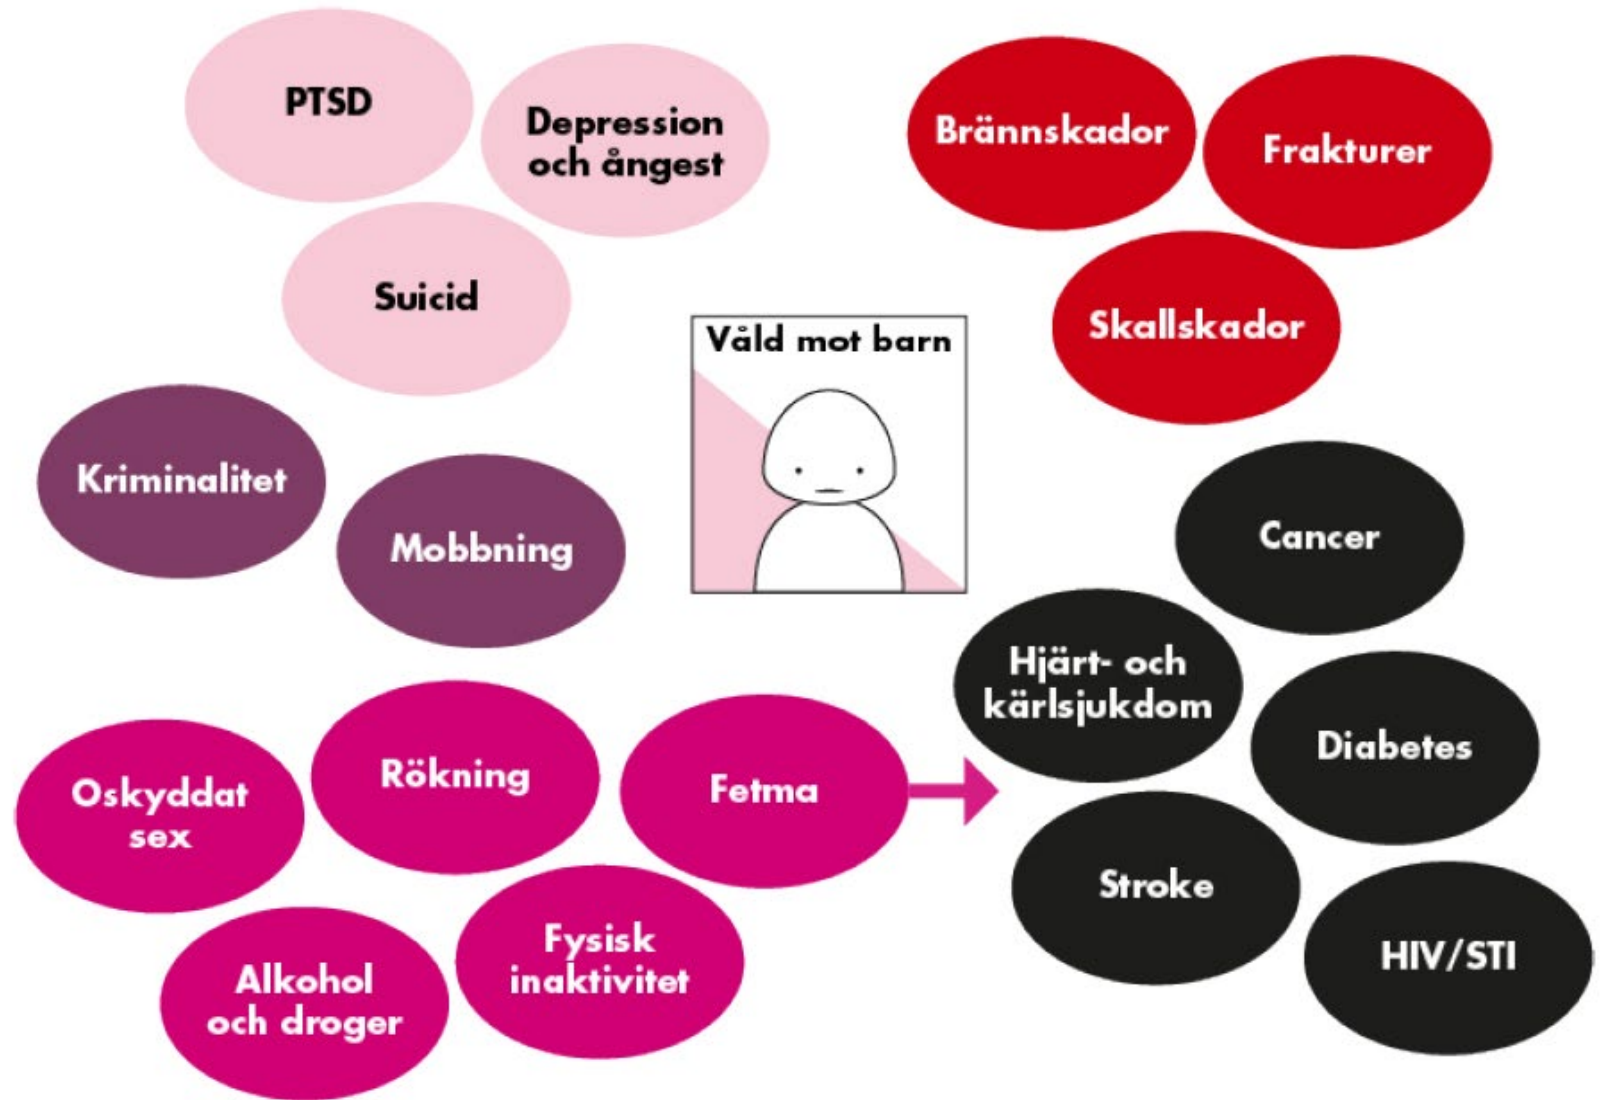 PTSD
Depression
och ångest
Suicid
Brännskador
Frakturer
Skallskador
Våld mot barn
Kriminalitet
Mobbning
Cancer
Hjärt- och
kärlsjukdom
Diabetes
Stroke
HIV/STI
Oskyddat
sex
Rökning
Fetma
Alkohol
och droger
Fysisk
inaktivitet